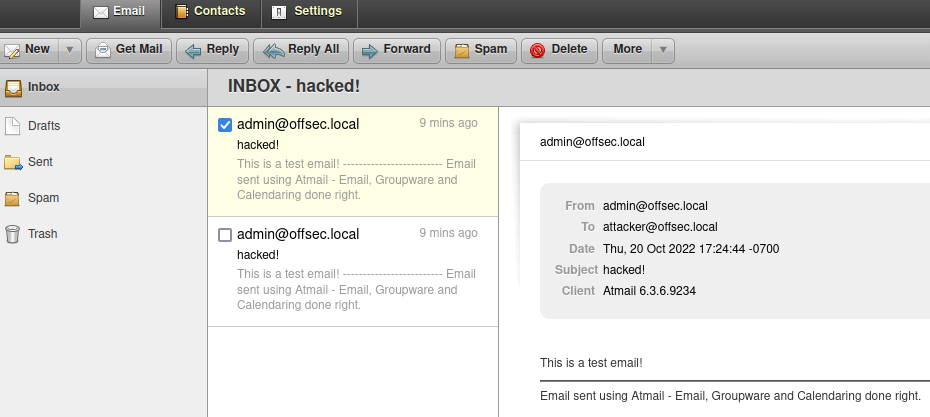 Email Contacts Settings
New Get Mail Reply Reply All Forward Spam Delete More
Inbox
Drafts
Sent
Spam
Trash
INBOX - hacked!
admin@offsec.local 9 mins ago
hacked!
This is a test email! ------------------------- Email
sent using Atmail - Email, Groupware and
Calendaring done right.
admin@offsec.local 9 mins ago
hacked!
This is a test email! ------------------------- Email
sent using Atmail - Email, Groupware and
Calendaring done right.
admin@offsec.local
From admin@offsec.local
To attacker@offsec.local
Date Thu, 20 Oct 2022 17:24:44 -0700
Subject hacked!
Client Atmail 6.3.6.9234
This is a test email!
Email sent using Atmail - Email, Groupware and Calendaring done right.